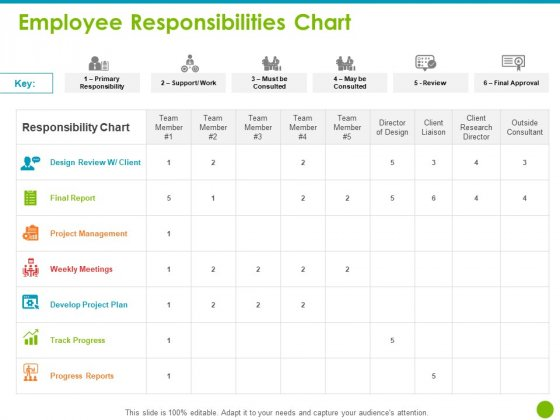 Employee Responsibilities Chart
Key:
1 – Primary
Responsibility
2 – Support/ Work
3 – Must be
Consulted
4 – May be
Consulted
5 - Review
6 – Final Approval
Responsibility Chart
Team
Member
#1
Team
Member
#2
Team
Member
#3
Team
Member
#4
Team
Member
#5
Director
of Design
Client
Liaison
Client
Research
Director
Outside
Consultant
Design Review W/ Client 1 2 2 5 3 4 3
Final Report 5 1 2 2 5 6 4 4
Project Management 1
Weekly Meetings 1 2 2 2 2
Develop Project Plan 1 2 2 2
Track Progress 1 5
Progress Reports 1 5
This slide is 100% editable. Adapt it to your needs and capture your audience's attention.